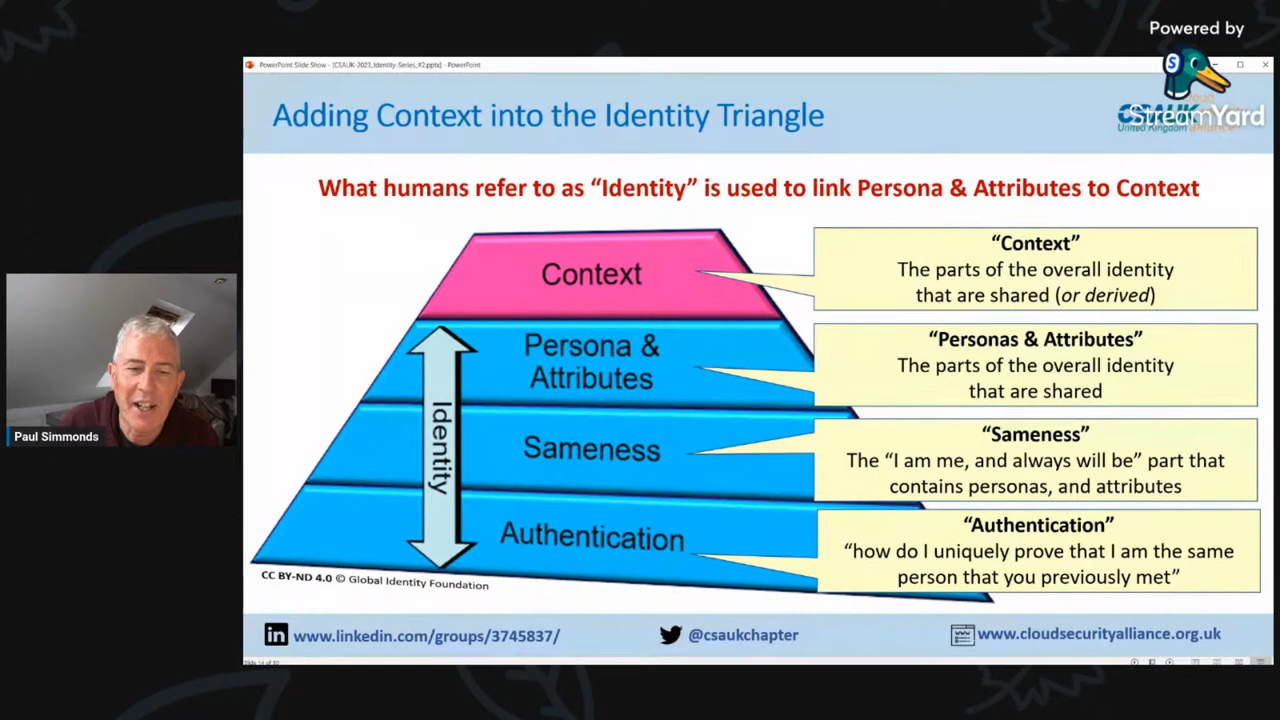 Powered by
StreamYard
PowerPoint Slide Show - [CSAUK-2023_Identity-Series_#2.pptx] - PowerPoint
Adding Context into the Identity Triangle
CSAUK
United Kingdom
What humans refer to as “Identity” is used to link Persona & Attributes to Context
Context
“Context”
The parts of the overall identity
that are shared (or derived)
Persona &
Attributes
“Personas & Attributes”
The parts of the overall identity
that are shared
Identity
Sameness
“Sameness”
The “I am me, and always will be” part that
contains personas, and attributes
Authentication
“Authentication”
“how do I uniquely prove that I am the same
person that you previously met”
Paul Simmonds
CC BY-ND 4.0 © Global Identity Foundation
www.linkedin.com/groups/3745837/
@csaukchapter
www.cloudsecurityalliance.org.uk